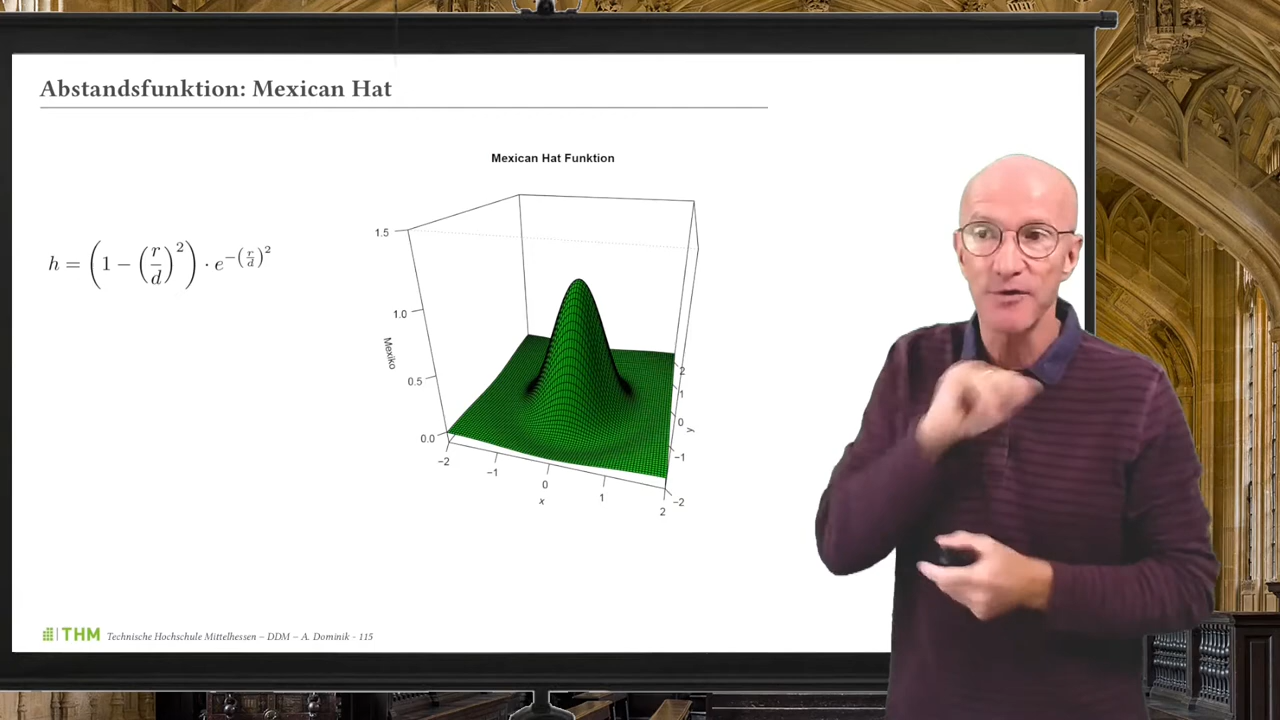 Abstandsfunktion: Mexican Hat
Mexican Hat Funktion
h = (1 − (r/d)²) · e^−(r/d)²
1.5
1.0
0.5
0.0
Mexiko
−2
−1
0
1
2
x
2
1
0
−1
−2
y
THM Technische Hochschule Mittelhessen – DDM – A. Dominik - 115